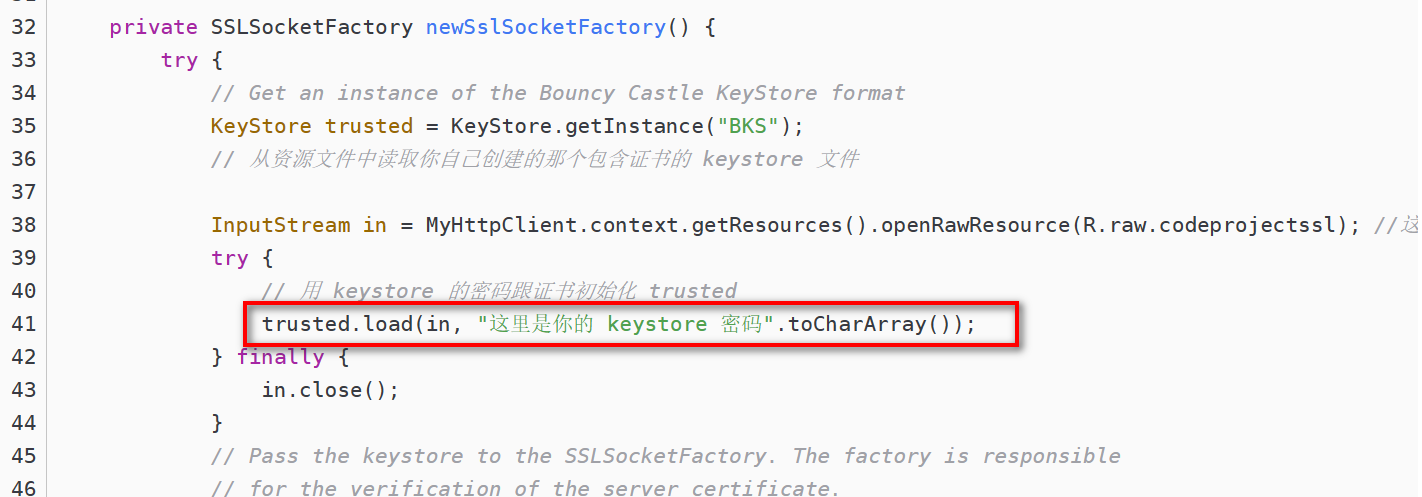 32 private SSLSocketFactory newSslSocketFactory() {
33 try {
34 // Get an instance of the Bouncy Castle KeyStore format
35 KeyStore trusted = KeyStore.getInstance("BKS");
36 // 从资源文件中读取你自己创建的那个包含证书的 keystore 文件
37
38 InputStream in = MyHttpClient.context.getResources().openRawResource(R.raw.codeprojectssl); //这
39 try {
40 // 用 keystore 的密码跟证书初始化 trusted
41 trusted.load(in, "这里是你的 keystore 密码".toCharArray());
42 } finally {
43 in.close();
44 }
45 // Pass the keystore to the SSLSocketFactory. The factory is responsible
46 // for the verification of the server certificate.